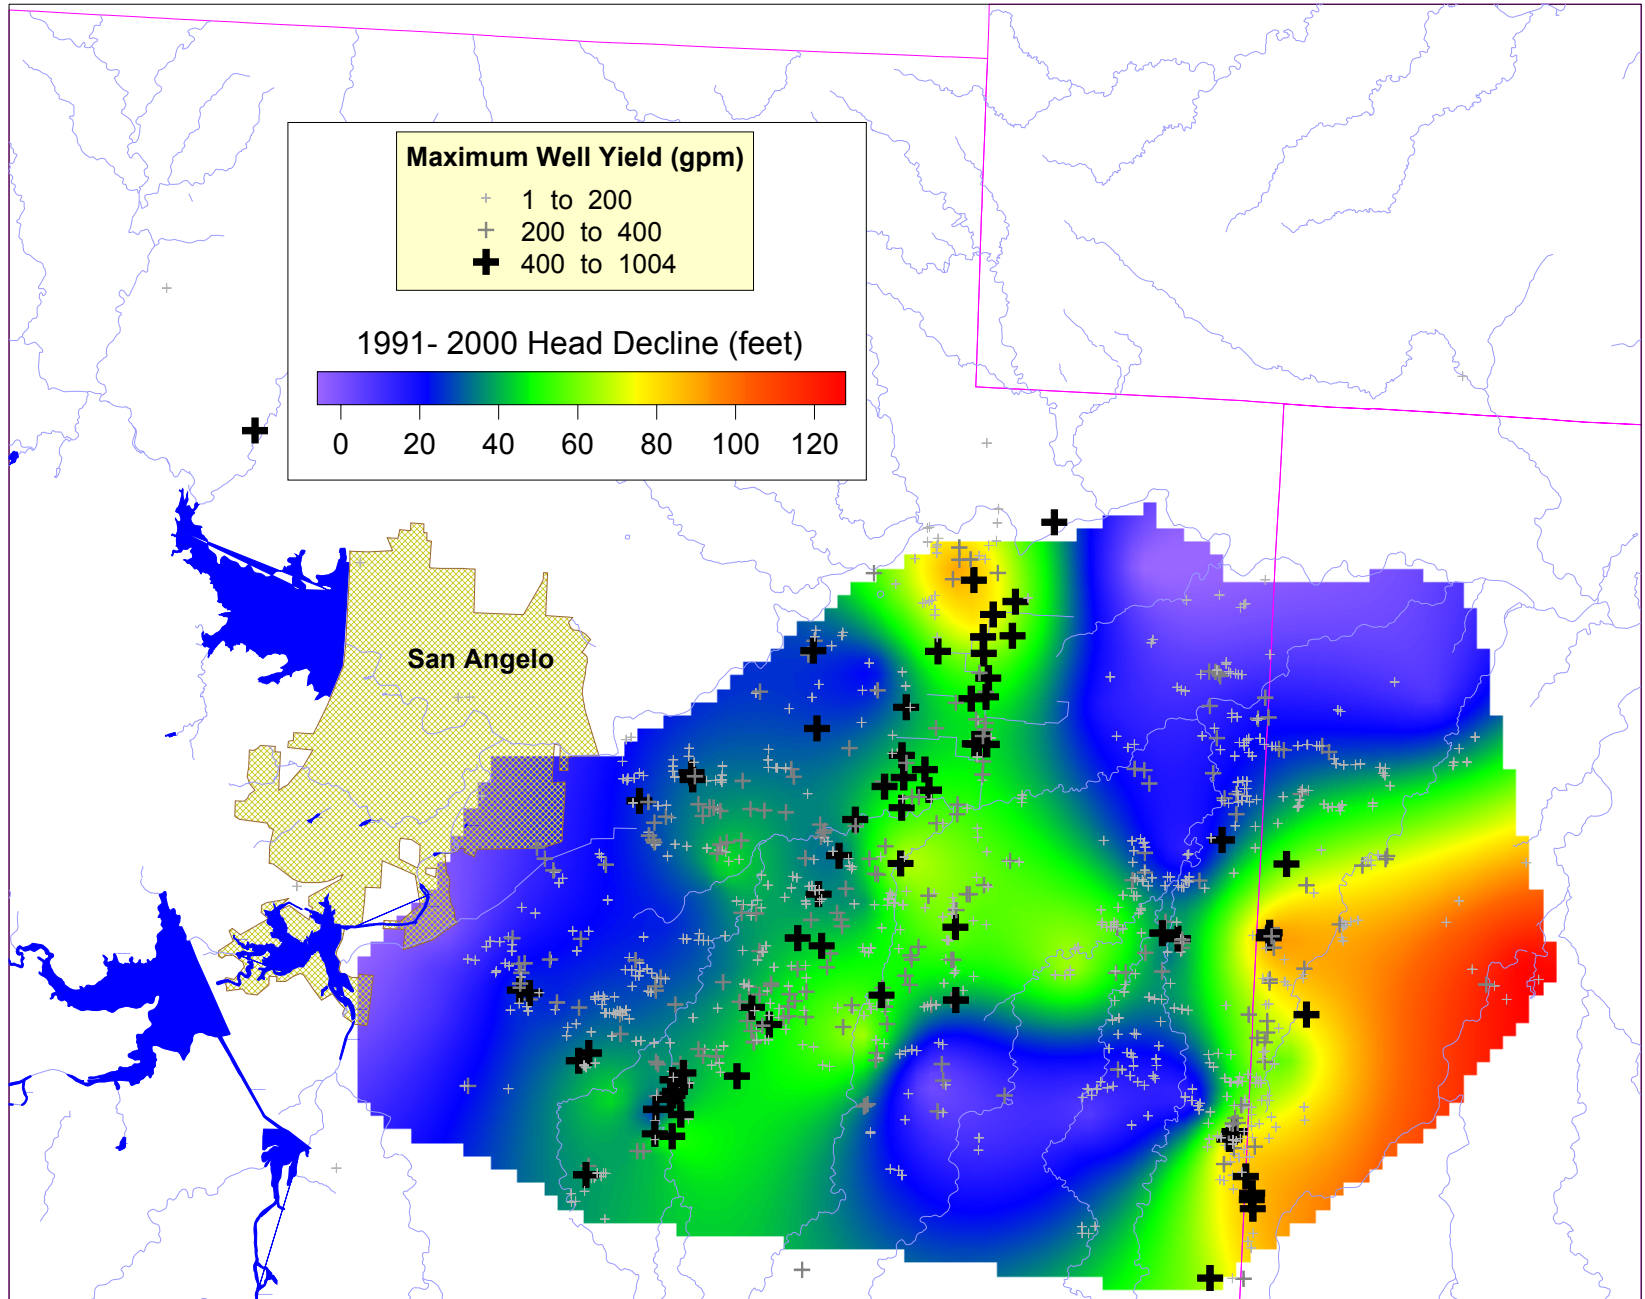 Maximum Well Yield (gpm)
1 to 200
200 to 400
400 to 1004
1991- 2000 Head Decline (feet)
0 20 40 60 80 100 120
San Angelo